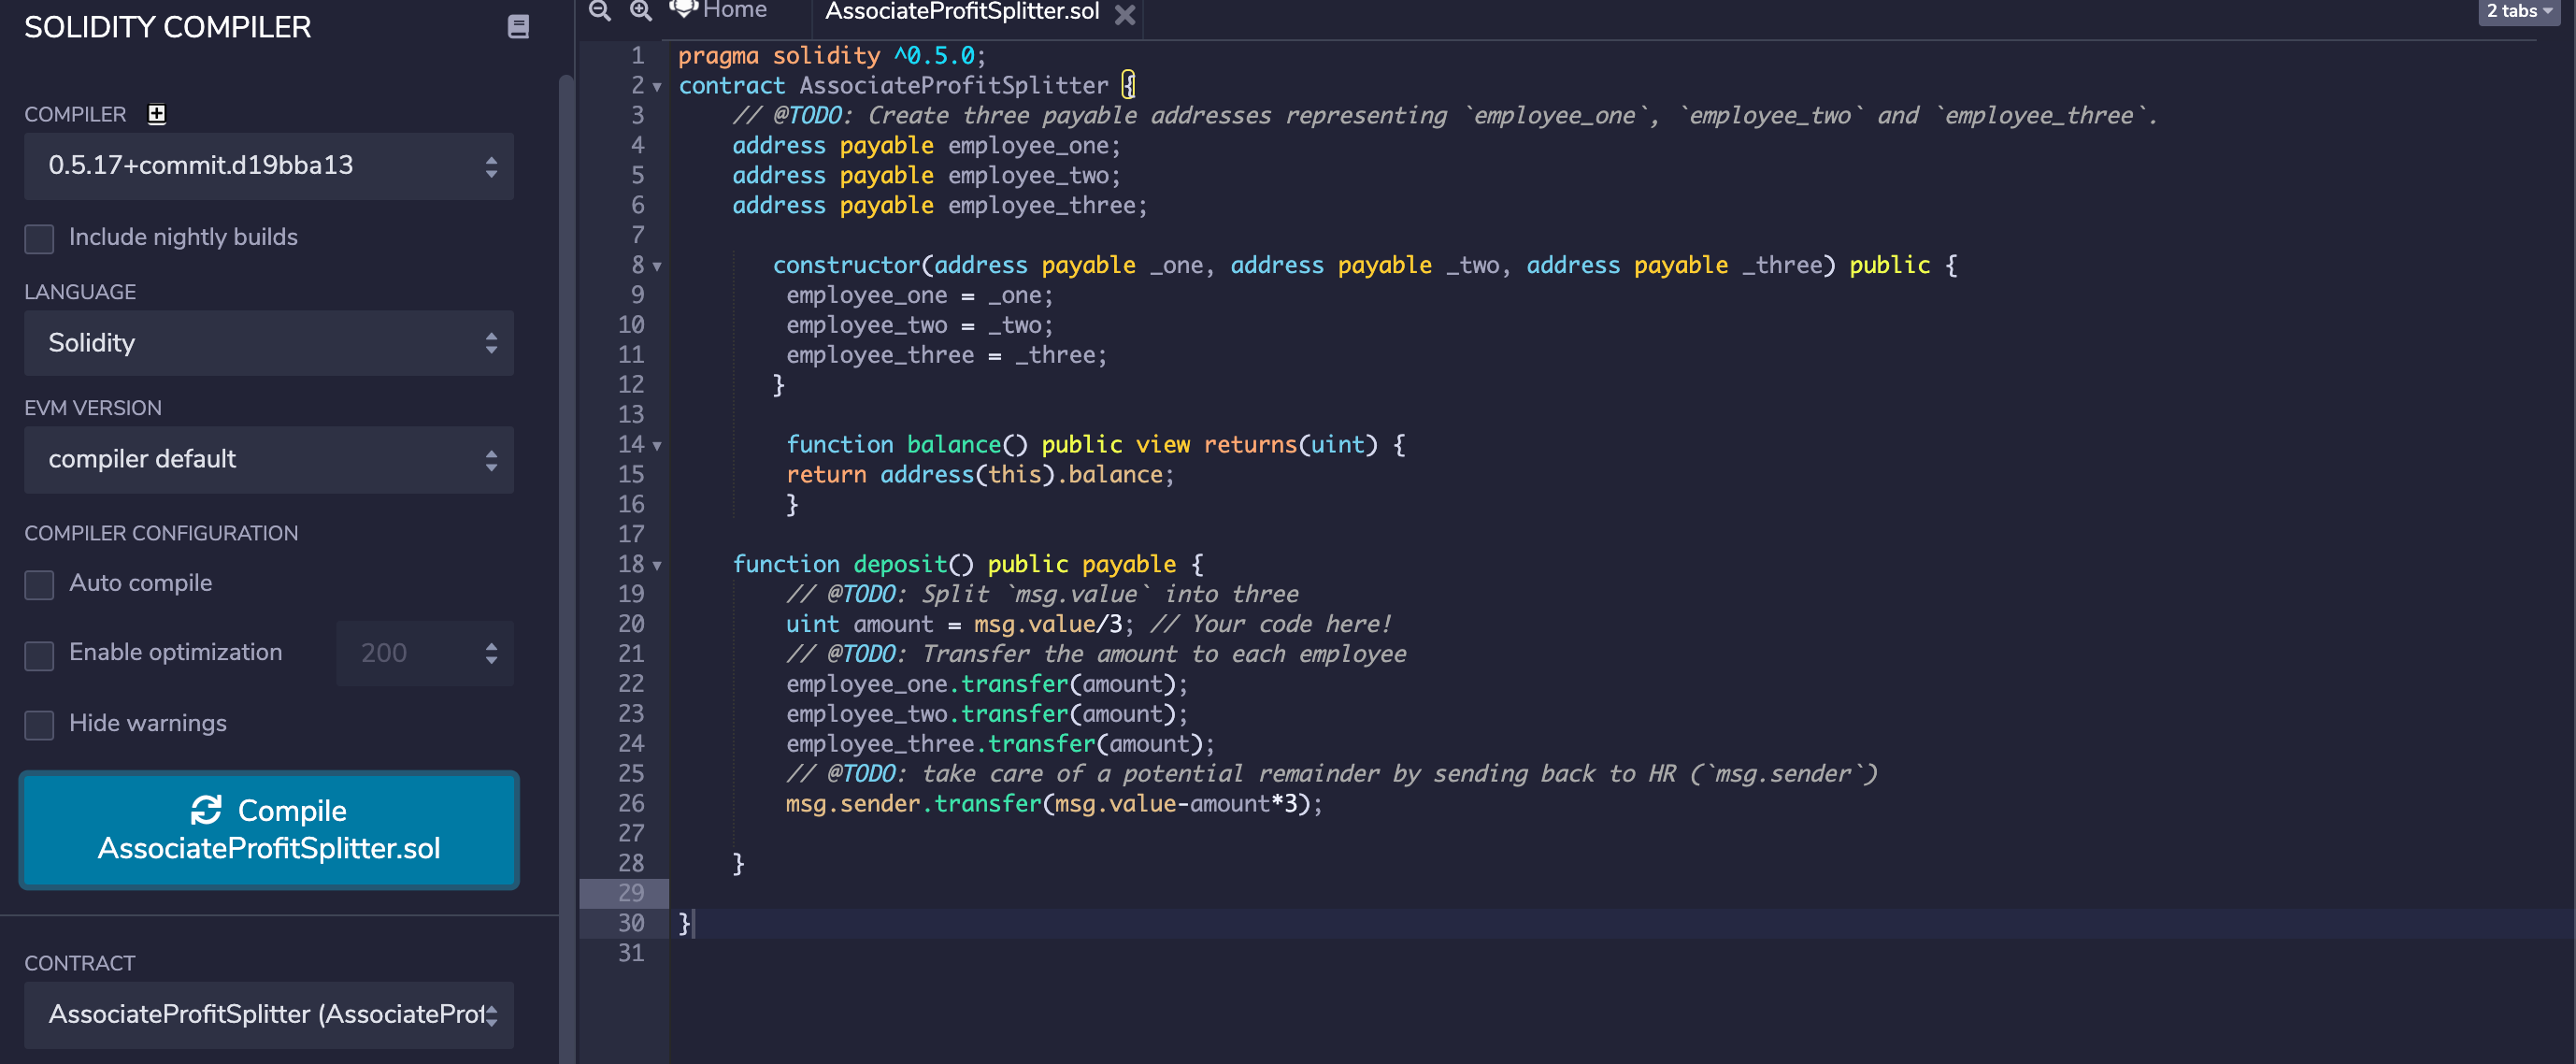 SOLIDITY COMPILER
COMPILER
0.5.17+commit.d19bba13
Include nightly builds
LANGUAGE
Solidity
EVM VERSION
compiler default
COMPILER CONFIGURATION
Auto compile
Enable optimization 200
Hide warnings
Compile
AssociateProfitSplitter.sol
CONTRACT
AssociateProfitSplitter (AssociateProf
Home AssociateProfitSplitter.sol 2 tabs
1 pragma solidity ^0.5.0;
2 contract AssociateProfitSplitter {
3 // @TODO: Create three payable addresses representing `employee_one`, `employee_two` and `employee_three`.
4 address payable employee_one;
5 address payable employee_two;
6 address payable employee_three;
7
8 constructor(address payable _one, address payable _two, address payable _three) public {
9 employee_one = _one;
10 employee_two = _two;
11 employee_three = _three;
12 }
13
14 function balance() public view returns(uint) {
15 return address(this).balance;
16 }
17
18 function deposit() public payable {
19 // @TODO: Split `msg.value` into three
20 uint amount = msg.value/3; // Your code here!
21 // @TODO: Transfer the amount to each employee
22 employee_one.transfer(amount);
23 employee_two.transfer(amount);
24 employee_three.transfer(amount);
25 // @TODO: take care of a potential remainder by sending back to HR (`msg.sender`)
26 msg.sender.transfer(msg.value-amount*3);
27
28 }
29
30 }
31